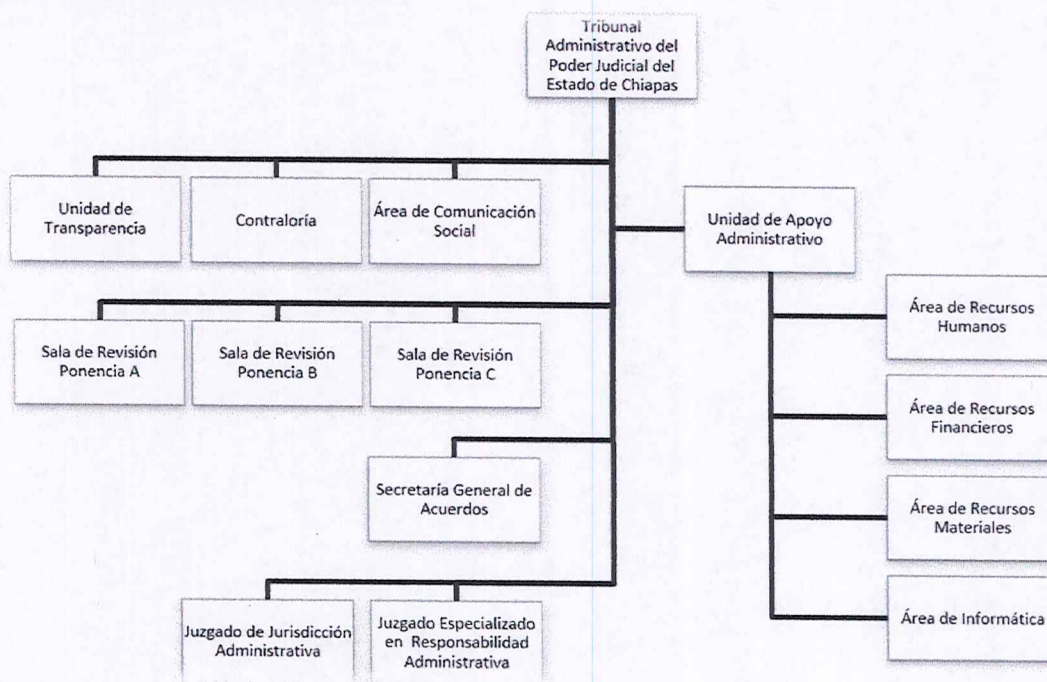 Tribunal
Administrativo del
Poder Judicial del
Estado de Chiapas
Unidad de
Transparencia
Contraloría
Área de Comunicación
Social
Unidad de Apoyo
Administrativo
Sala de Revisión
Ponencia A
Sala de Revisión
Ponencia B
Sala de Revisión
Ponencia C
Secretaría General de
Acuerdos
Juzgado de Jurisdicción
Administrativa
Juzgado Especializado
en Responsabilidad
Administrativa
Área de Recursos
Humanos
Área de Recursos
Financieros
Área de Recursos
Materiales
Área de Informática